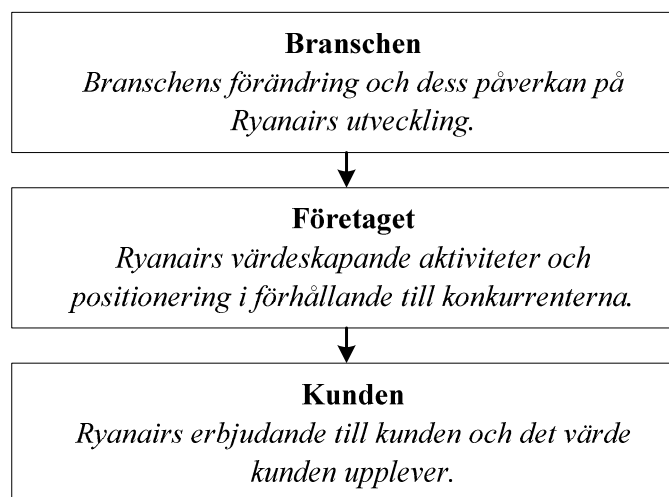 Branschen
Branschens förändring och dess påverkan på
Ryanairs utveckling.
Företaget
Ryanairs värdeskapande aktiviteter och
positionering i förhållande till konkurrenterna.
Kunden
Ryanairs erbjudande till kunden och det värde
kunden upplever.